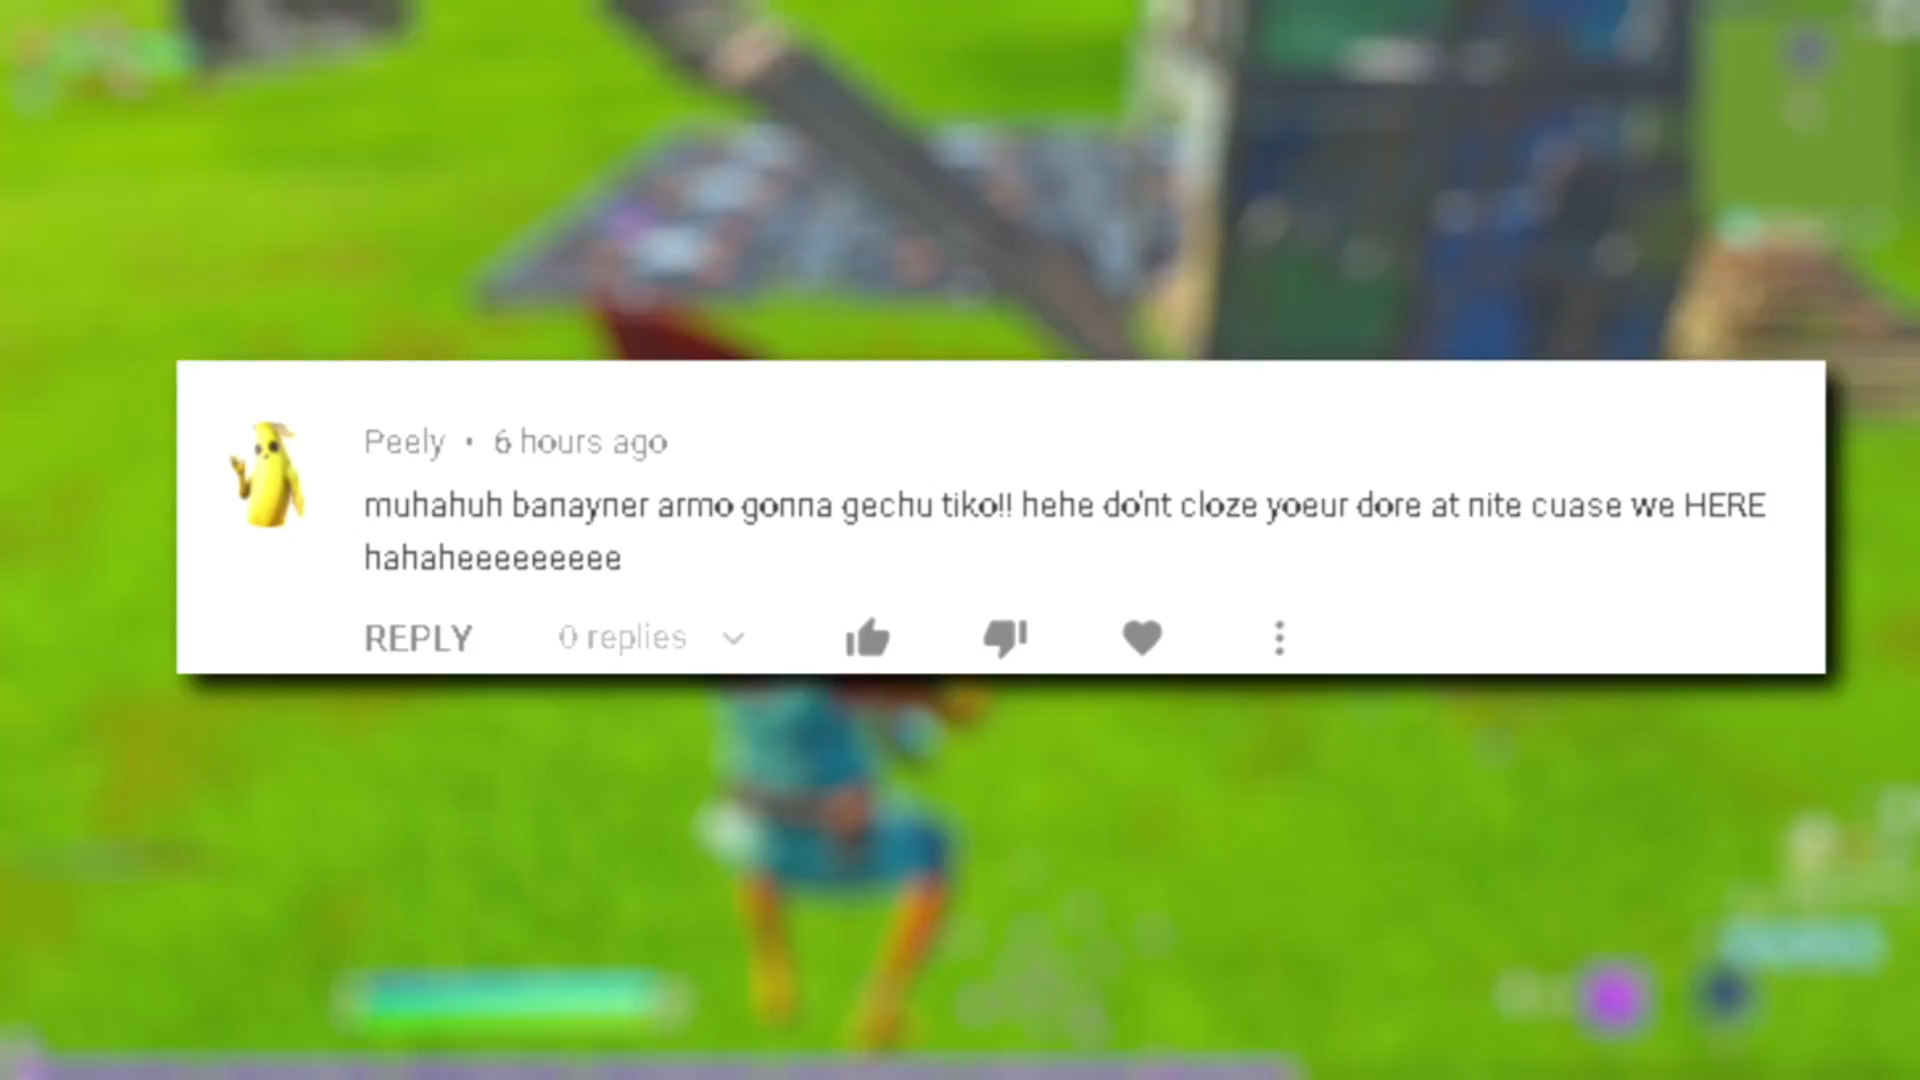 Peely • 6 hours ago
muhahuh banayner armo gonna gechu tiko!! hehe do'nt cloze yoeur dore at nite cuase we HERE
hahaheeeeeeeee
REPLY 0 replies